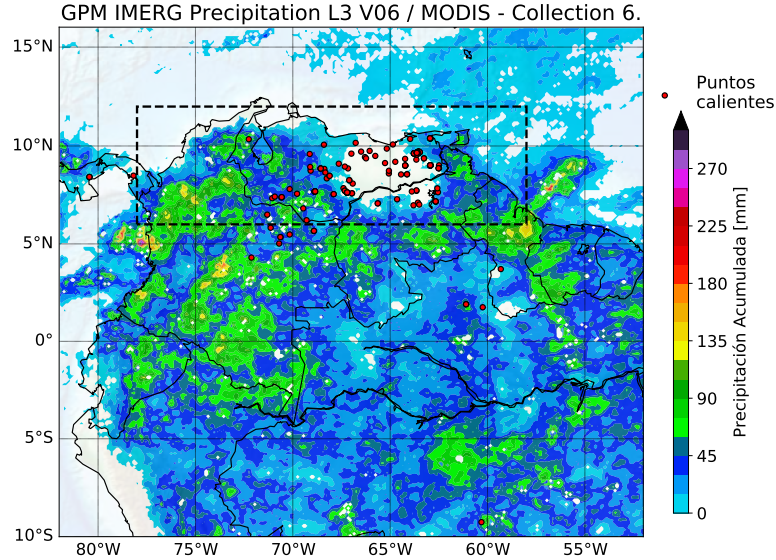 GPM IMERG Precipitation L3 V06 / MODIS - Collection 6.
15°N
10°N
5°N
0°
5°S
10°S
80°W
75°W
70°W
65°W
60°W
55°W
Puntos
calientes
270
225
180
135
90
45
0
Precipitación Acumulada [mm]